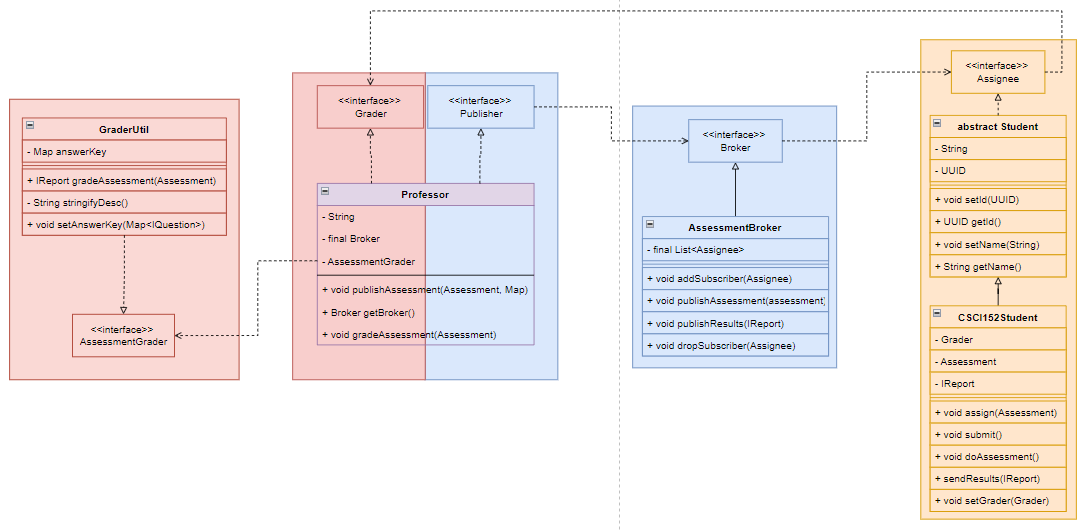 GraderUtil
- Map answerKey
+ IReport gradeAssessment(Assessment)
- String stringifyDesc()
+ void setAnswerKey(Map<IQuestion>)
<<interface>>
AssessmentGrader
<<interface>>
Grader
<<interface>>
Publisher
Professor
- String
- final Broker
- AssessmentGrader
+ void publishAssessment(Assessment, Map)
+ Broker getBroker()
+ void gradeAssessment(Assessment)
<<interface>>
Broker
AssessmentBroker
- final List<Assignee>
+ void addSubscriber(Assignee)
+ void publishAssessment(assessment)
+ void publishResults(IReport)
+ void dropSubscriber(Assignee)
<<interface>>
Assignee
abstract Student
- String
- UUID
+ void setId(UUID)
+ UUID getId()
+ void setName(String)
+ String getName()
CSCI152Student
- Grader
- Assessment
- IReport
+ void assign(Assessment)
+ void submit()
+ void doAssessment()
+ sendResults(IReport)
+ void setGrader(Grader)